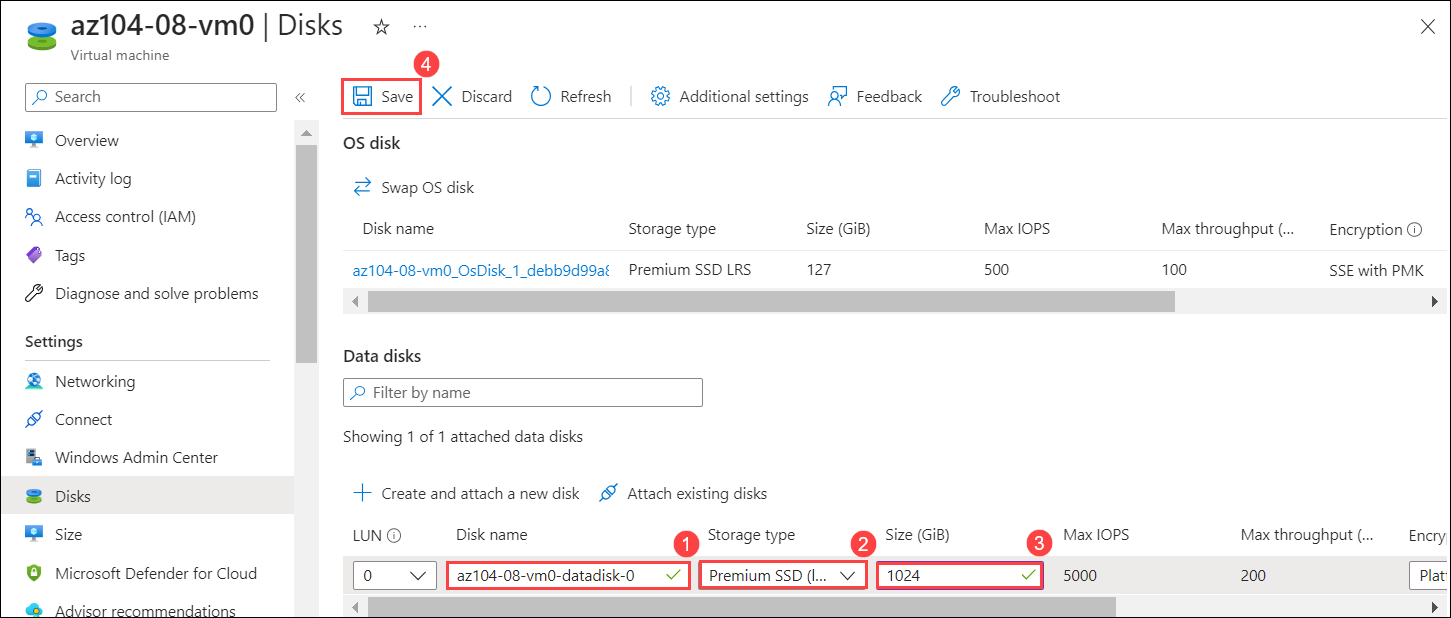 az104-08-vm0 | Disks
Virtual machine
Search
Overview
Activity log
Access control (IAM)
Tags
Diagnose and solve problems
Settings
Networking
Connect
Windows Admin Center
Disks
Size
Microsoft Defender for Cloud
Advisor recommendations
4
Save Discard Refresh Additional settings Feedback Troubleshoot
OS disk
Swap OS disk
Disk name Storage type Size (GiB) Max IOPS Max throughput (... Encryption
az104-08-vm0_OsDisk_1_debb9d99a8 Premium SSD LRS 127 500 100 SSE with PMK
Data disks
Filter by name
Showing 1 of 1 attached data disks
Create and attach a new disk Attach existing disks
LUN Disk name 1 Storage type 2 Size (GiB) 3 Max IOPS Max throughput (... Encry
0 az104-08-vm0-datadisk-0 Premium SSD (l... 1024 5000 200 Platf